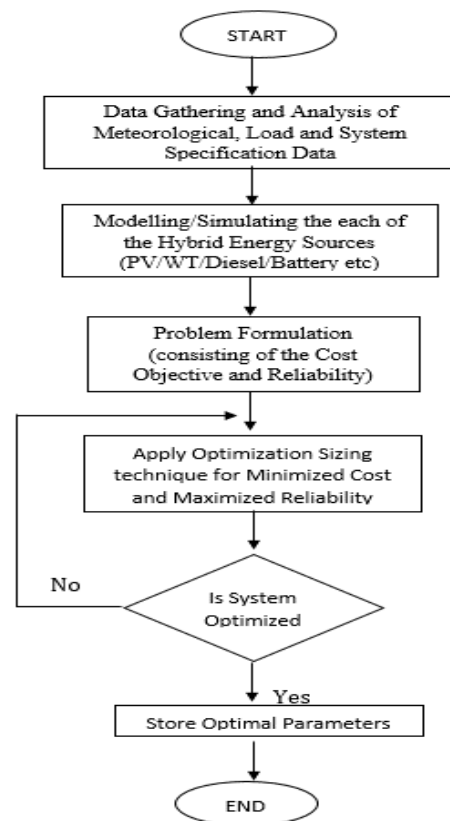 START
Data Gathering and Analysis of
Meteorological, Load and System
Specification Data
Modelling/Simulating the each of
the Hybrid Energy Sources
(PV/WT/Diesel/Battery etc)
Problem Formulation
(consisting of the Cost
Objective and Reliability)
Apply Optimization Sizing
technique for Minimized Cost
and Maximized Reliability
No
Is System
Optimized
Yes
Store Optimal Parameters
END